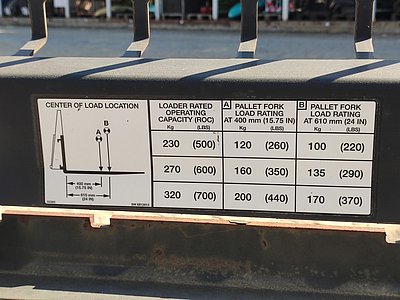 CENTER OF LOAD LOCATION
B
A
400 mm
(15.75 IN)
610 mm
(24 IN)
LOADER RATED
OPERATING
CAPACITY (ROC)
Kg (LBS)
230 (500)
270 (600)
320 (700)
A PALLET FORK
LOAD RATING
AT 400 mm (15.75 IN)
Kg (LBS)
120 (260)
160 (350)
200 (440)
B PALLET FORK
LOAD RATING
AT 610 mm (24 IN)
Kg (LBS)
100 (220)
135 (290)
170 (370)